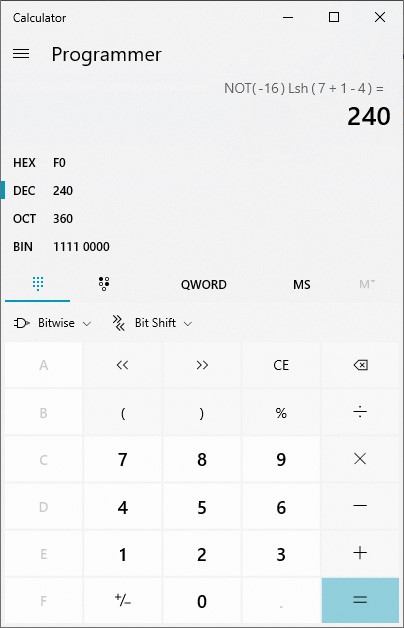 Calculator
Programmer
NOT( -16 ) Lsh ( 7 + 1 - 4 ) =
240
HEX F0
DEC 240
OCT 360
BIN 1111 0000
QWORD MS M˅
Bitwise Bit Shift
A << >> CE
B ( ) % ÷
C 7 8 9 ×
D 4 5 6 −
E 1 2 3 +
F +/− 0 . =